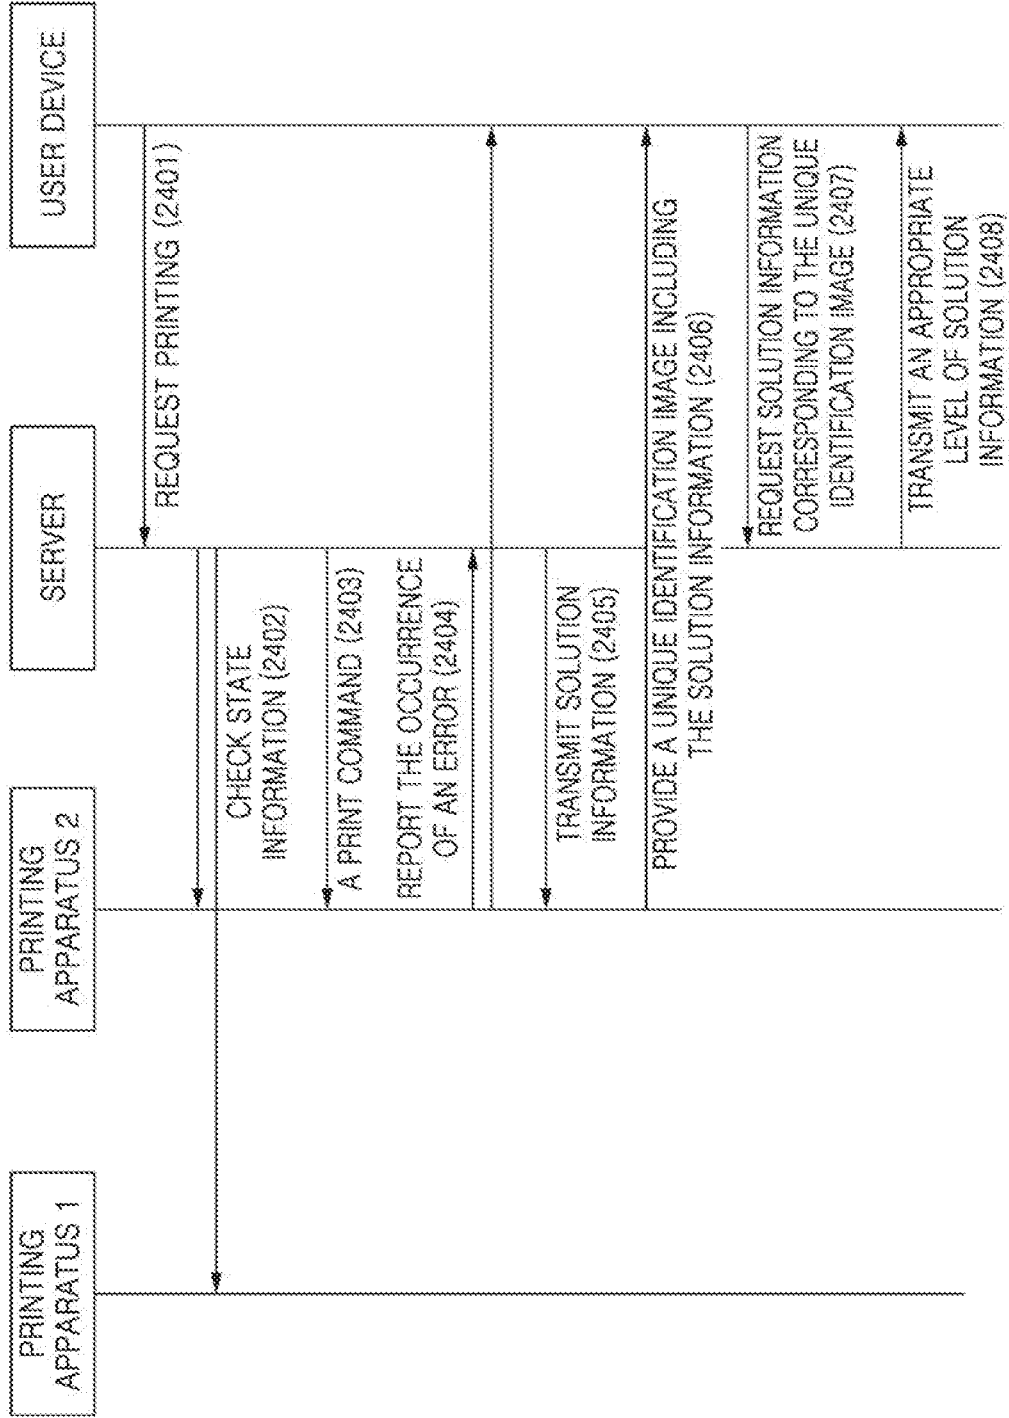 PRINTING
APPARATUS 1
PRINTING
APPARATUS 2
SERVER
USER DEVICE
REQUEST PRINTING (2401)
CHECK STATE
INFORMATION (2402)
A PRINT COMMAND (2403)
REPORT THE OCCURRENCE
OF AN ERROR (2404)
TRANSMIT SOLUTION
INFORMATION (2405)
PROVIDE A UNIQUE IDENTIFICATION IMAGE INCLUDING
THE SOLUTION INFORMATION (2406)
REQUEST SOLUTION INFORMATION
CORRESPONDING TO THE UNIQUE
IDENTIFICATION IMAGE (2407)
TRANSMIT AN APPROPRIATE
LEVEL OF SOLUTION
INFORMATION (2408)